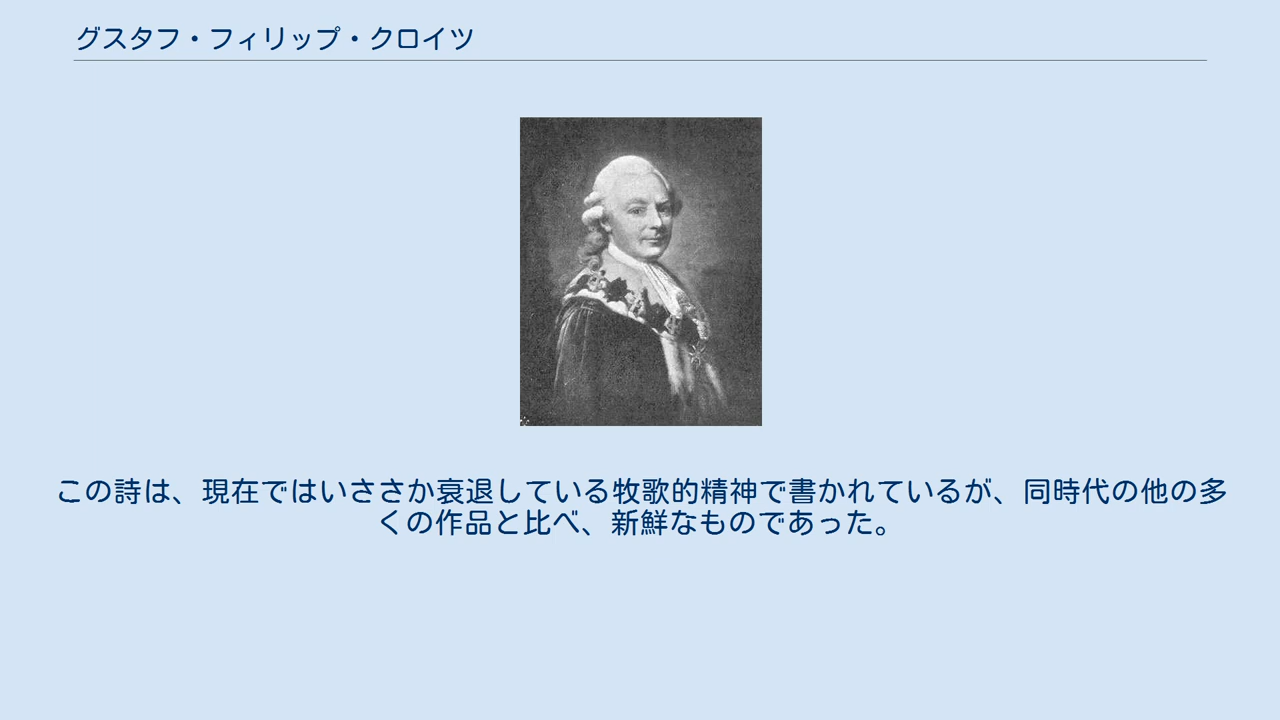 グスタフ・フィリップ・クロイツ
この詩は、現在ではいささか衰退している牧歌的精神で書かれているが、同時代の他の多
くの作品と比べ、新鮮なものであった。